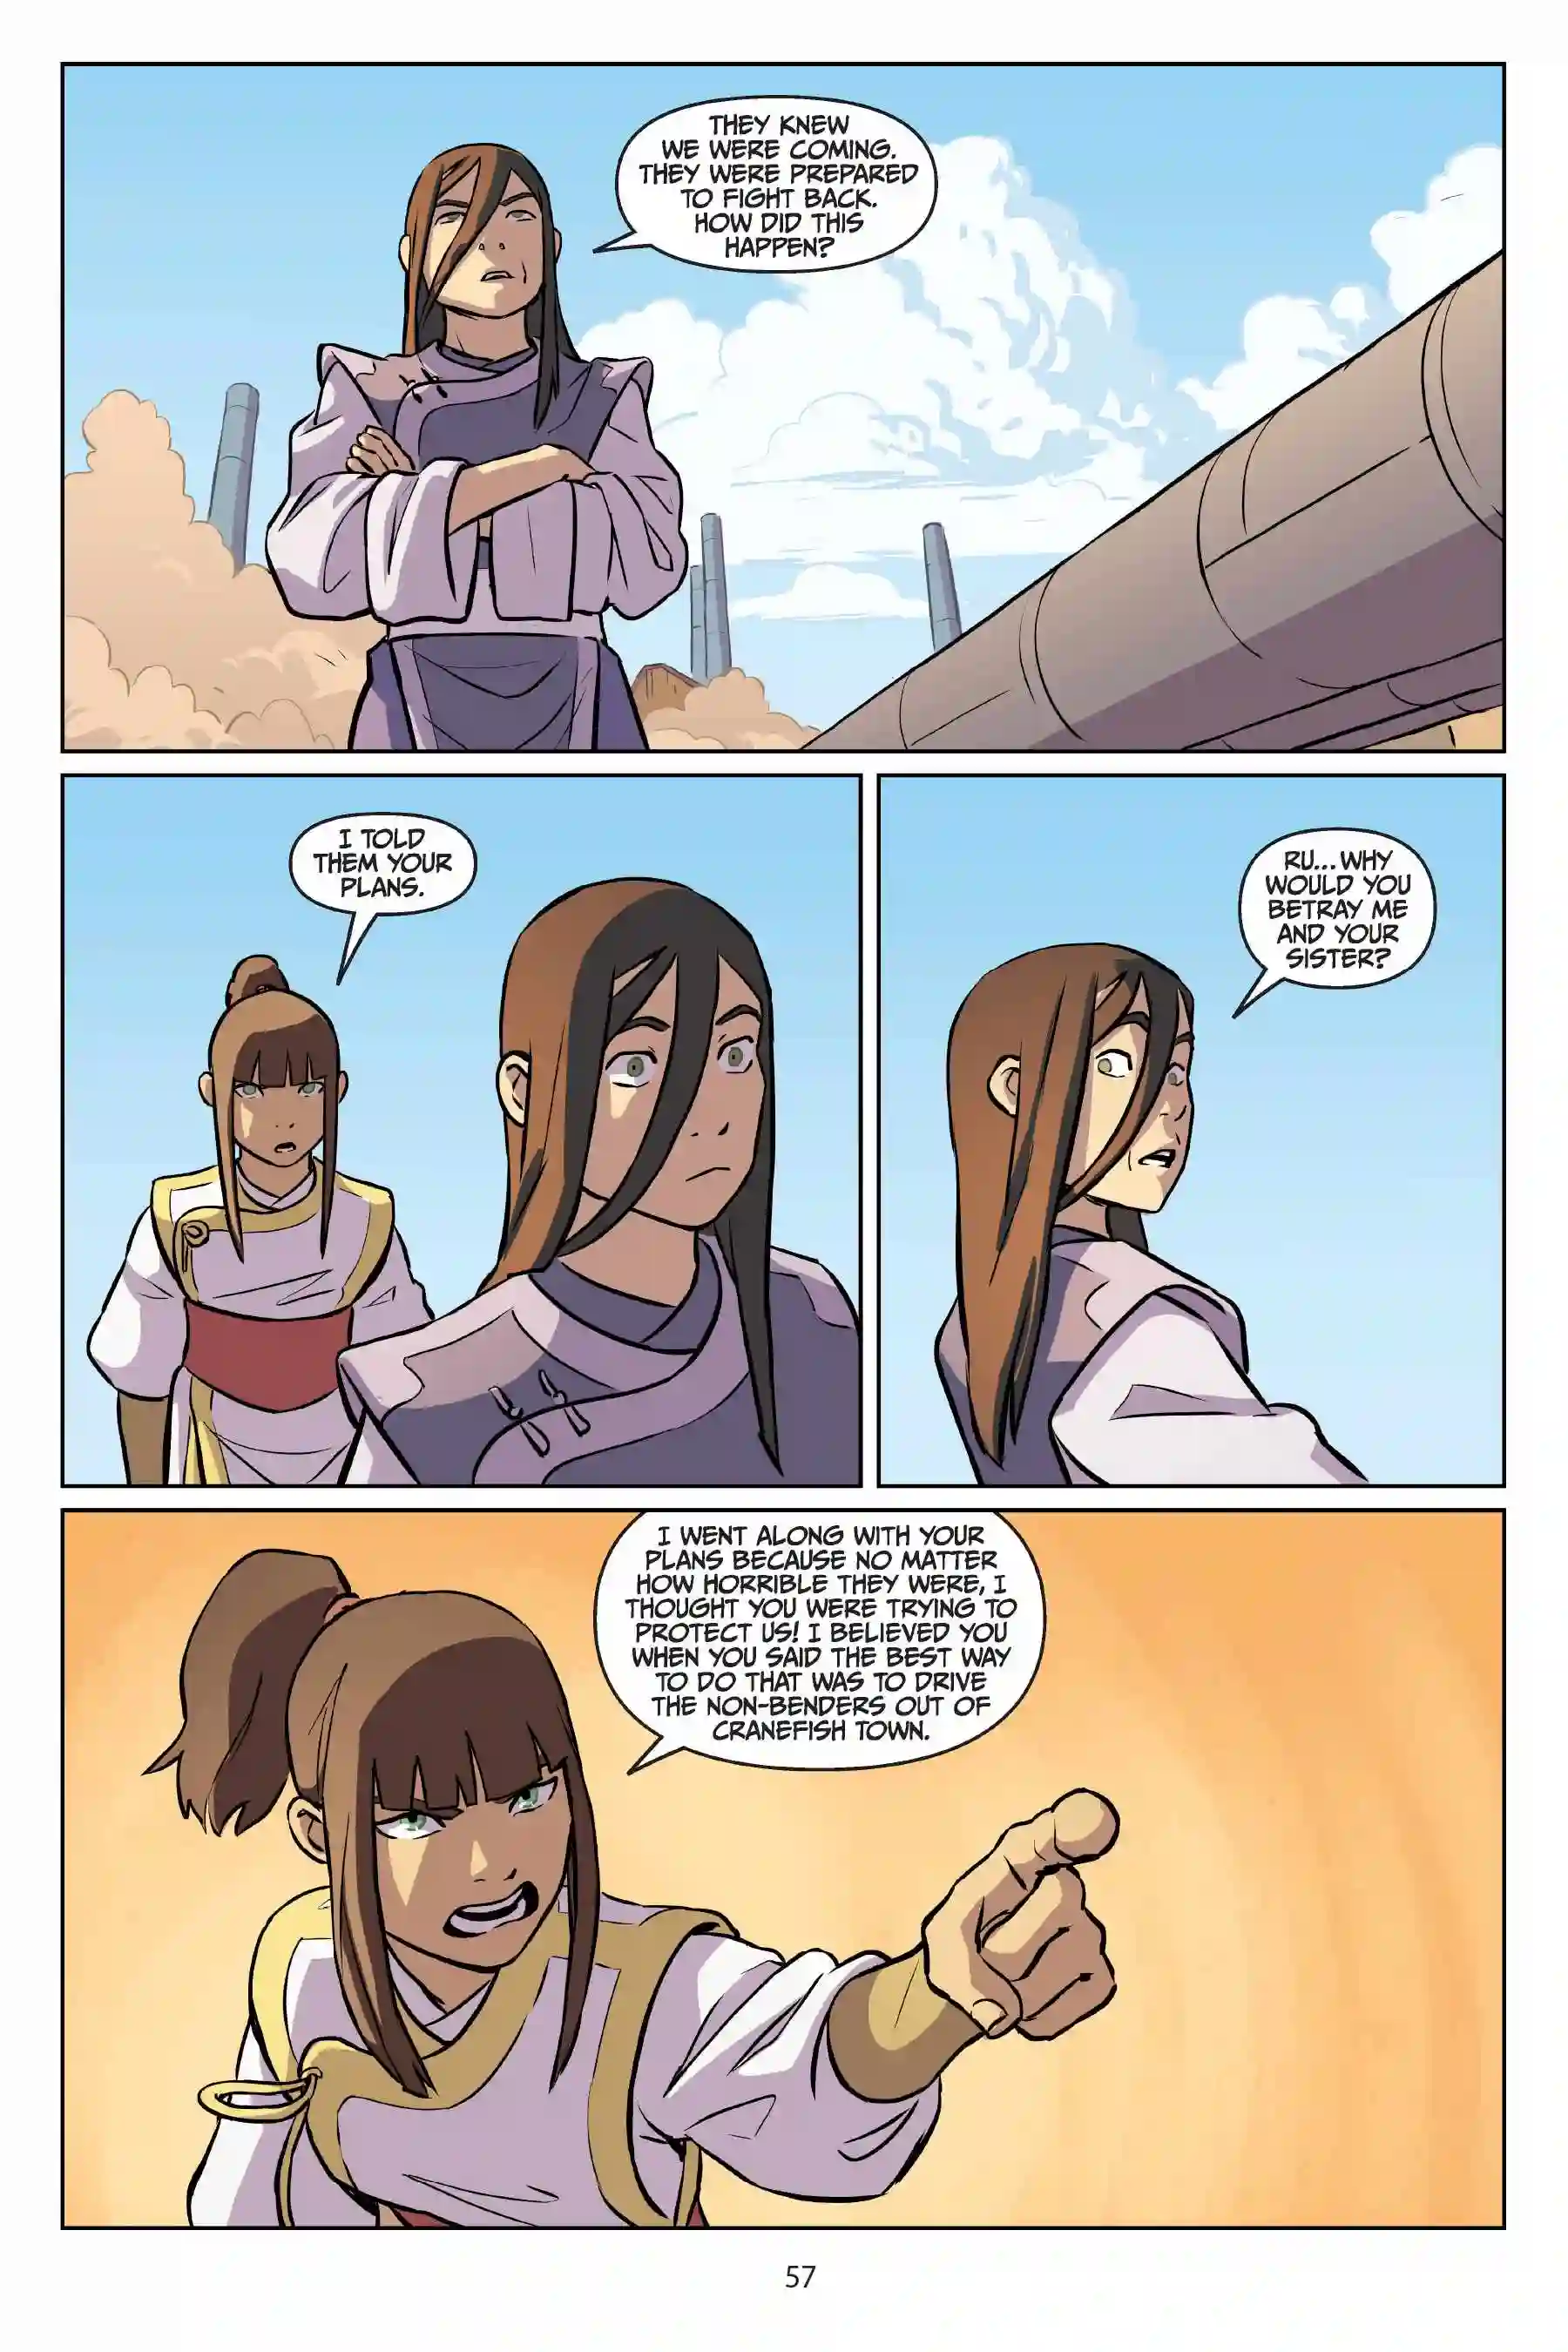 THEY KNEW
WE WERE COMING.
THEY WERE PREPARED
TO FIGHT BACK.
HOW DID THIS
HAPPEN?
I TOLD
THEM YOUR
PLANS.
RU...WHY
WOULD YOU
BETRAY ME
AND YOUR
SISTER?
I WENT ALONG WITH YOUR
PLANS BECAUSE NO MATTER
HOW HORRIBLE THEY WERE, I
THOUGHT YOU WERE TRYING TO
PROTECT US! I BELIEVED YOU
WHEN YOU SAID THE BEST WAY
TO DO THAT WAS TO DRIVE
THE NON-BENDERS OUT OF
CRANEFISH TOWN.
57